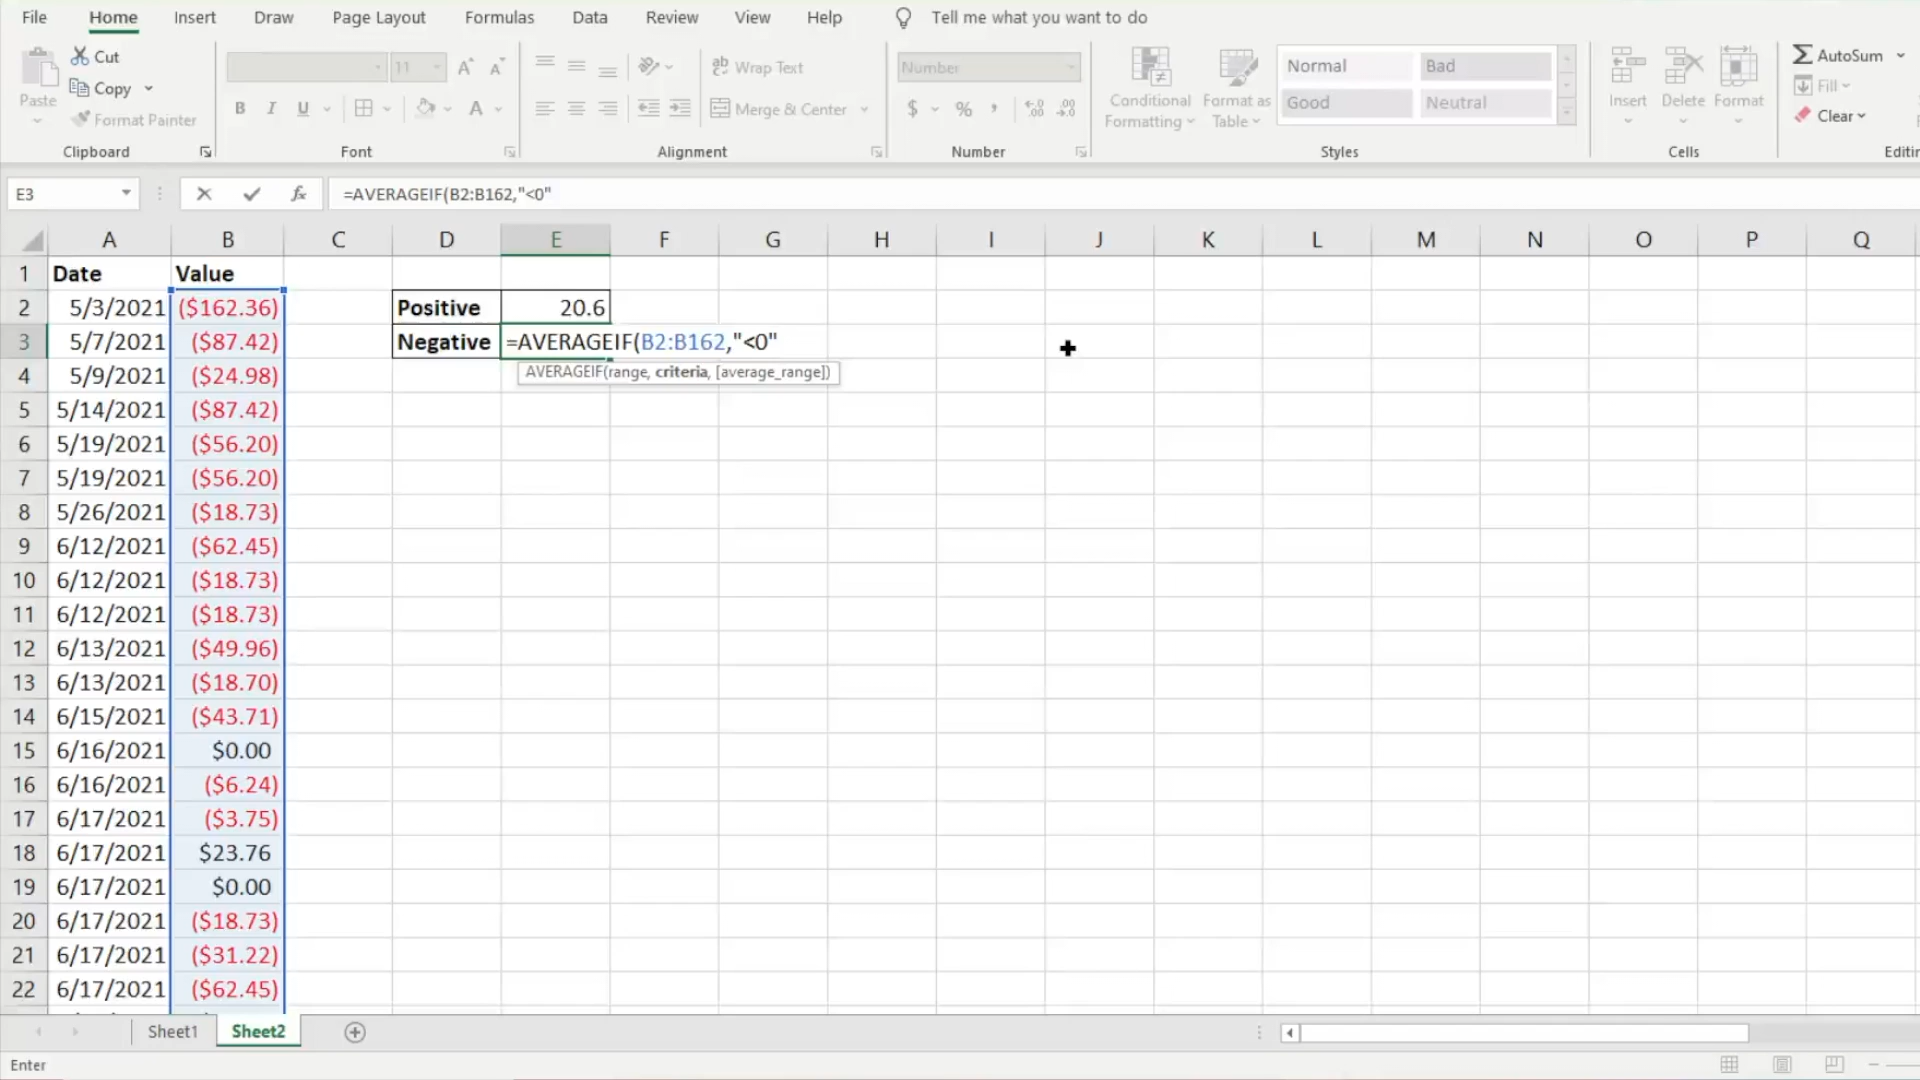 File Home Insert Draw Page Layout Formulas Data Review View Help Tell me what you want to do
Cut
Copy
Paste
Format Painter
Clipboard
11
B I U
A
Font
ab Wrap Text
Merge & Center
Alignment
Number
$ % ,
Number
Conditional Formatting
Format as Table
Normal Bad
Good Neutral
Styles
Insert Delete Format
Cells
AutoSum
Fill
Clear
E3 fx =AVERAGEIF(B2:B162,"<0"
A B C D E F G H I J K L M N O P Q
1 Date Value
2 5/3/2021 ($162.36) Positive 20.6
3 5/7/2021 ($87.42) Negative =AVERAGEIF(B2:B162,"<0"
AVERAGEIF(range, criteria, [average_range])
4 5/9/2021 ($24.98)
5 5/14/2021 ($87.42)
6 5/19/2021 ($56.20)
7 5/19/2021 ($56.20)
8 5/26/2021 ($18.73)
9 6/12/2021 ($62.45)
10 6/12/2021 ($18.73)
11 6/12/2021 ($18.73)
12 6/13/2021 ($49.96)
13 6/13/2021 ($18.70)
14 6/15/2021 ($43.71)
15 6/16/2021 $0.00
16 6/16/2021 ($6.24)
17 6/17/2021 ($3.75)
18 6/17/2021 $23.76
19 6/17/2021 $0.00
20 6/17/2021 ($18.73)
21 6/17/2021 ($31.22)
22 6/17/2021 ($62.45)
Sheet1 Sheet2
Enter